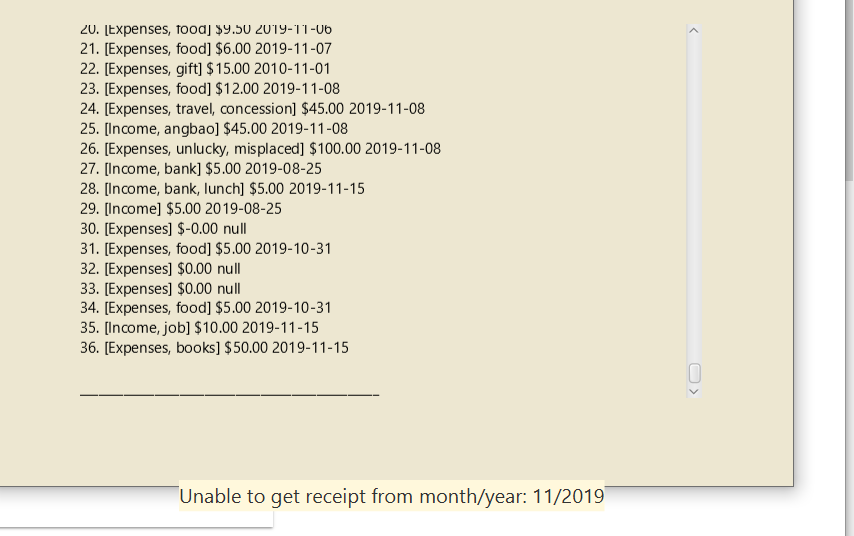 20. [Expenses, food] $9.50 2019-11-06
21. [Expenses, food] $6.00 2019-11-07
22. [Expenses, gift] $15.00 2010-11-01
23. [Expenses, food] $12.00 2019-11-08
24. [Expenses, travel, concession] $45.00 2019-11-08
25. [Income, angbao] $45.00 2019-11-08
26. [Expenses, unlucky, misplaced] $100.00 2019-11-08
27. [Income, bank] $5.00 2019-08-25
28. [Income, bank, lunch] $5.00 2019-11-15
29. [Income] $5.00 2019-08-25
30. [Expenses] $-0.00 null
31. [Expenses, food] $5.00 2019-10-31
32. [Expenses] $0.00 null
33. [Expenses] $0.00 null
34. [Expenses, food] $5.00 2019-10-31
35. [Income, job] $10.00 2019-11-15
36. [Expenses, books] $50.00 2019-11-15
Unable to get receipt from month/year: 11/2019